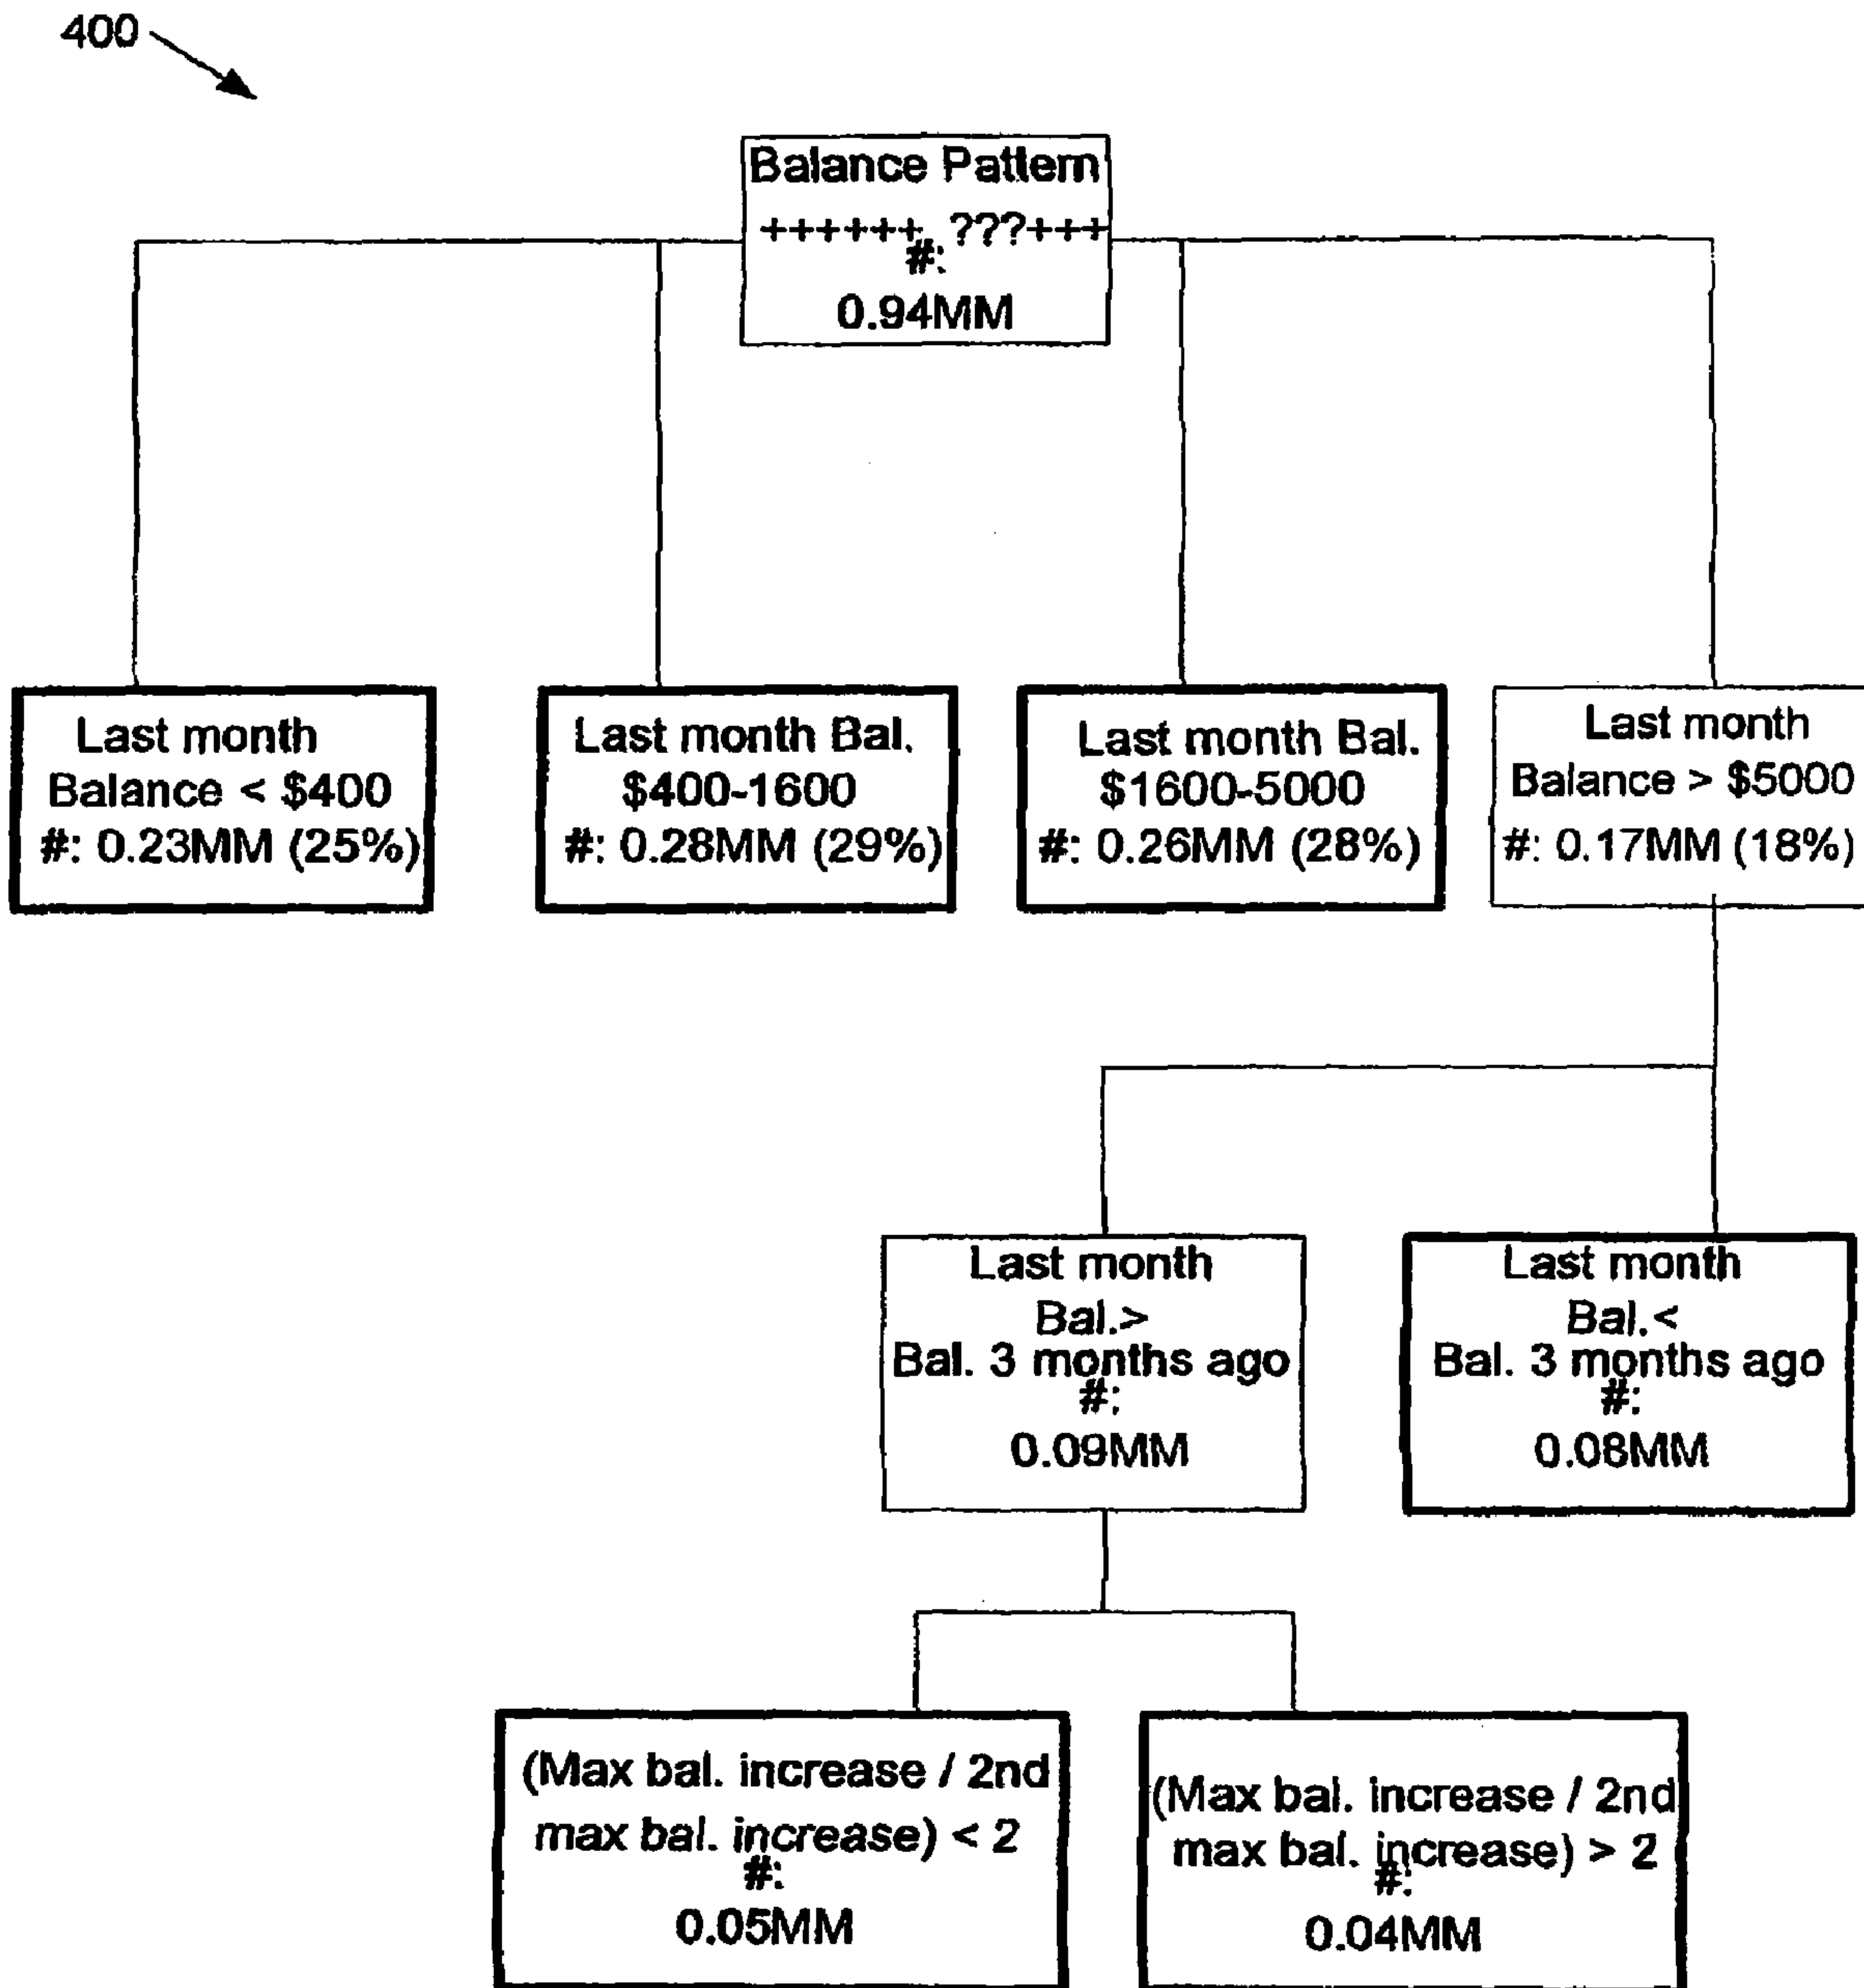 400
Balance Pattern
++++++, ???+++
#:
0.94MM
Last month
Balance < $400
#: 0.23MM (25%)
Last month Bal.
$400-1600
#: 0.28MM (29%)
Last month Bal.
$1600-5000
#: 0.26MM (28%)
Last month
Balance > $5000
#: 0.17MM (18%)
Last month
Bal.>
Bal. 3 months ago
#:
0.09MM
Last month
Bal.<
Bal. 3 months ago
#:
0.08MM
(Max bal. increase / 2nd
max bal. increase) < 2
#:
0.05MM
(Max bal. increase / 2nd
max bal. increase) > 2
#:
0.04MM